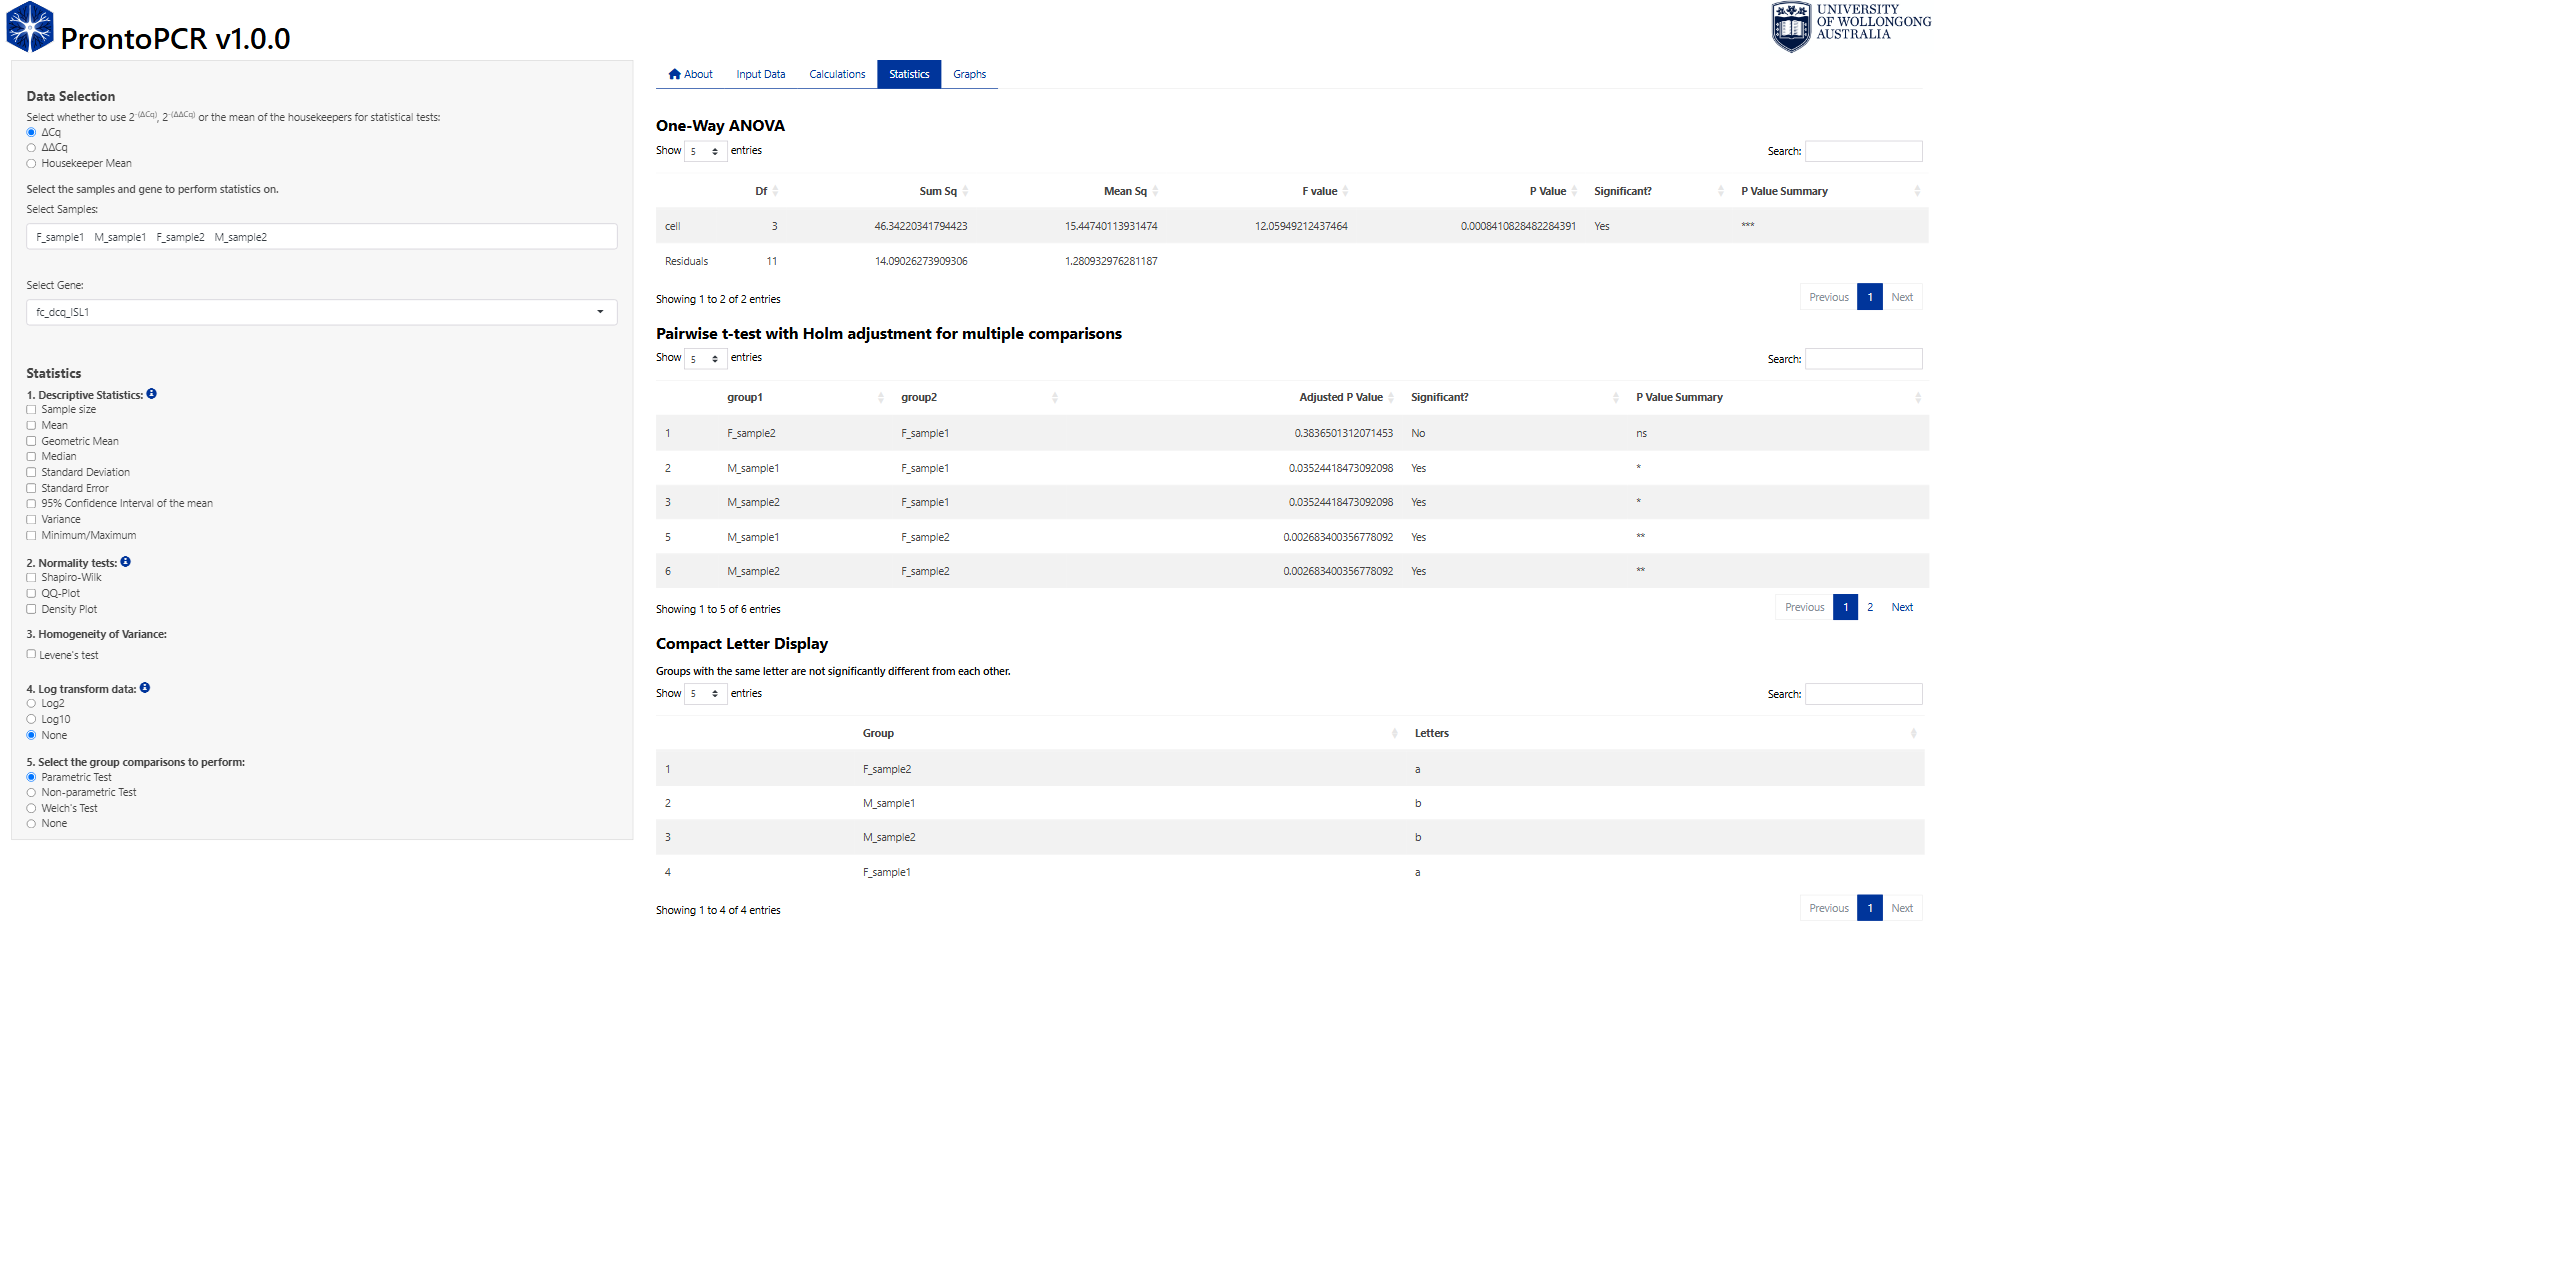 ProntoPCR v1.0.0
UNIVERSITY
OF WOLLONGONG
AUSTRALIA
Data Selection
Select whether to use 2^-(ΔCq), 2^-(ΔΔCq) or the mean of the housekeepers for statistical tests:
ΔCq
ΔΔCq
Housekeeper Mean
Select the samples and gene to perform statistics on.
Select Samples:
F_sample1 M_sample1 F_sample2 M_sample2
Select Gene:
fc_dcq_ISL1
Statistics
1. Descriptive Statistics:
Sample size
Mean
Geometric Mean
Median
Standard Deviation
Standard Error
95% Confidence Interval of the mean
Variance
Minimum/Maximum
2. Normality tests:
Shapiro-Wilk
QQ-Plot
Density Plot
3. Homogeneity of Variance:
Levene's test
4. Log transform data:
Log2
Log10
None
5. Select the group comparisons to perform:
Parametric Test
Non-parametric Test
Welch's Test
None
About Input Data Calculations Statistics Graphs
One-Way ANOVA
Show 5 entries Search:
Df Sum Sq Mean Sq F value P Value Significant? P Value Summary
cell 3 46.34220341794423 15.44740113931474 12.05949212437464 0.0008410828482284391 Yes ***
Residuals 11 14.09026273909306 1.280932976281187
Showing 1 to 2 of 2 entries Previous 1 Next
Pairwise t-test with Holm adjustment for multiple comparisons
Show 5 entries Search:
group1 group2 Adjusted P Value Significant? P Value Summary
1 F_sample2 F_sample1 0.3836501312071453 No ns
2 M_sample1 F_sample1 0.03524418473092098 Yes *
3 M_sample2 F_sample1 0.03524418473092098 Yes *
5 M_sample1 F_sample2 0.002683400356778092 Yes **
6 M_sample2 F_sample2 0.002683400356778092 Yes **
Showing 1 to 5 of 6 entries Previous 1 2 Next
Compact Letter Display
Groups with the same letter are not significantly different from each other.
Show 5 entries Search:
Group Letters
1 F_sample2 a
2 M_sample1 b
3 M_sample2 b
4 F_sample1 a
Showing 1 to 4 of 4 entries Previous 1 Next